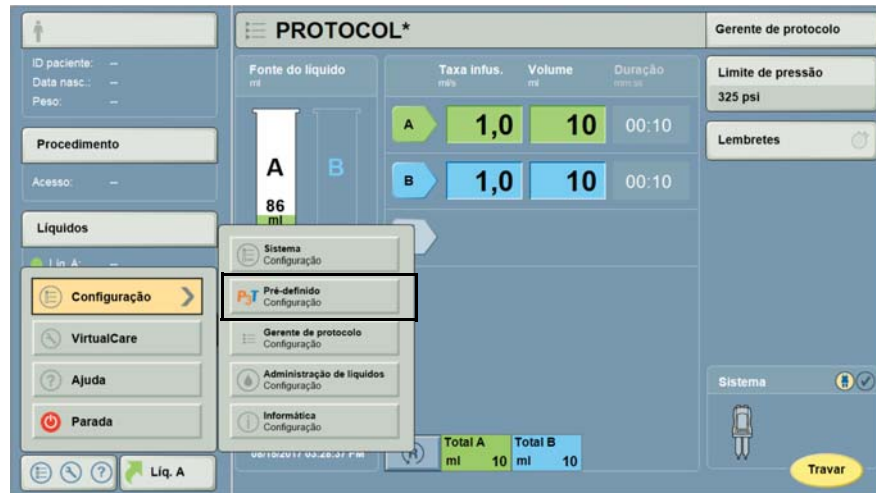 ID paciente: --
Data nasc.: --
Peso: --
Procedimento
Acesso: --
Líquidos
Configuração
VirtualCare
Ajuda
Parada
Líq. A
Sistema
Configuração
P3T Pré-definido
Configuração
Gerente de protocolo
Configuração
Administração de líquidos
Configuração
Informática
Configuração
PROTOCOL*
Fonte do líquido
ml
A
B
86
ml
Taxa infus. Volume Duração
ml/s ml mm:ss
A 1,0 10 00:10
B 1,0 10 00:10
Total A Total B
ml 10 ml 10
Gerente de protocolo
Limite de pressão
325 psi
Lembretes
Sistema
Travar